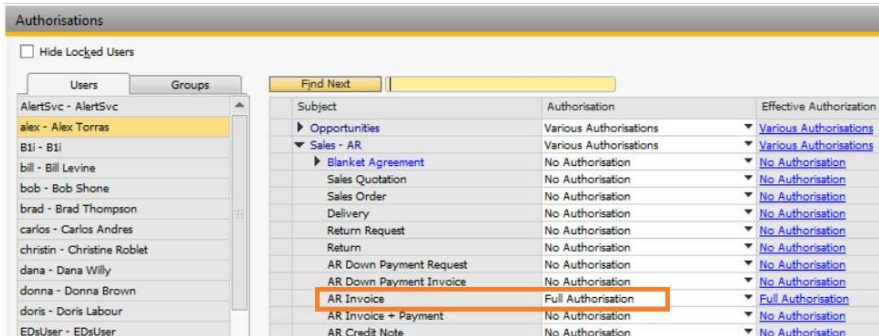 Authorisations
Hide Locked Users
Users Groups
Find Next
AlertSvc - AlertSvc
alex - Alex Torras
B1i - B1i
bill - Bill Levine
bob - Bob Shone
brad - Brad Thompson
carlos - Carlos Andres
christin - Christine Roblet
dana - Dana Willy
donna - Donna Brown
doris - Doris Labour
EDsUser - EDsUser
Subject Authorisation Effective Authorization
Opportunities Various Authorisations Various Authorisations
Sales - AR Various Authorisations Various Authorisations
Blanket Agreement No Authorisation No Authorisation
Sales Quotation No Authorisation No Authorisation
Sales Order No Authorisation No Authorisation
Delivery No Authorisation No Authorisation
Return Request No Authorisation No Authorisation
Return No Authorisation No Authorisation
AR Down Payment Request No Authorisation No Authorisation
AR Down Payment Invoice No Authorisation No Authorisation
AR Invoice Full Authorisation Full Authorisation
AR Invoice + Payment No Authorisation No Authorisation
AR Credit Note No Authorisation No Authorisation